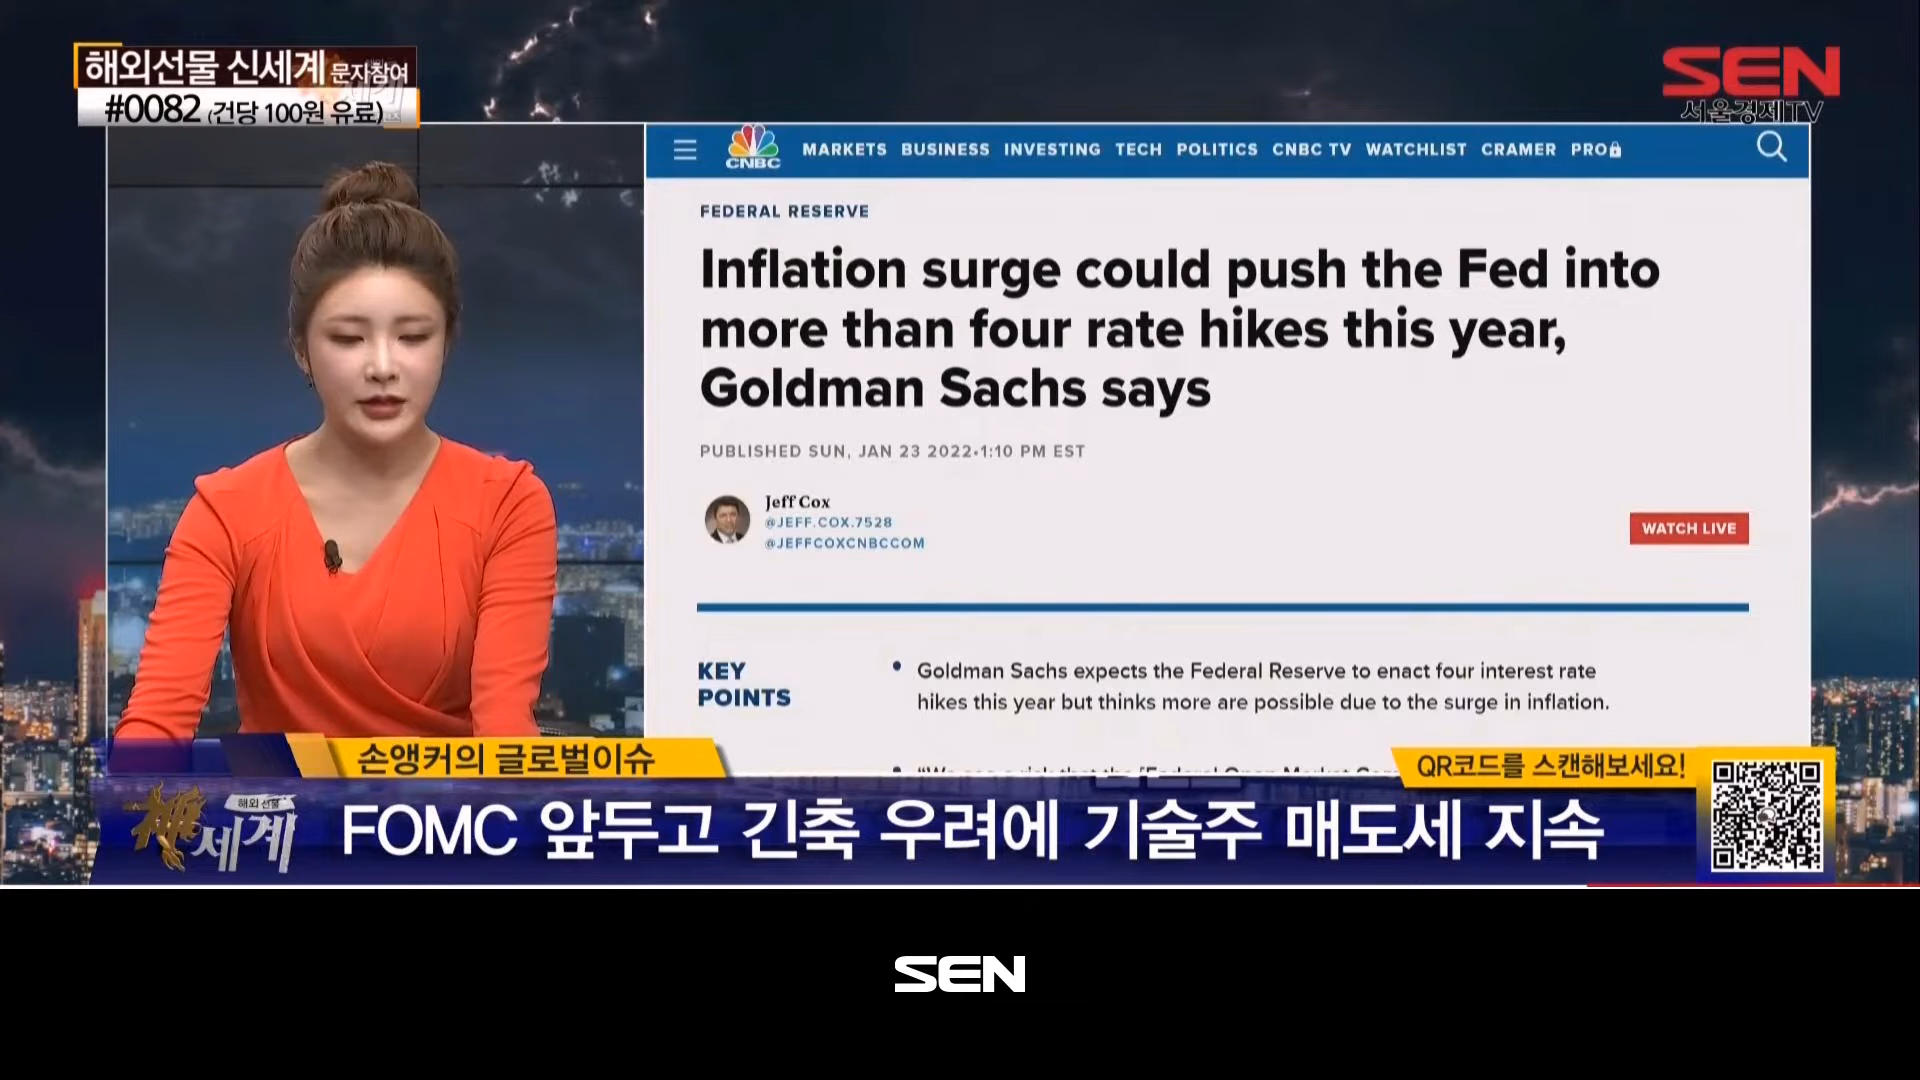 해외선물 신세계 문자참여
#0082 (건당 100원 유료)
SEN
서울경제TV
CNBC
MARKETS BUSINESS INVESTING TECH POLITICS CNBC TV WATCHLIST CRAMER PRO
FEDERAL RESERVE
Inflation surge could push the Fed into
more than four rate hikes this year,
Goldman Sachs says
PUBLISHED SUN, JAN 23 2022•1:10 PM EST
Jeff Cox
@JEFF.COX.7528
@JEFFCOXCNBCCOM
WATCH LIVE
KEY
POINTS
• Goldman Sachs expects the Federal Reserve to enact four interest rate
hikes this year but thinks more are possible due to the surge in inflation.
손앵커의 글로벌이슈
QR코드를 스캔해보세요!
해외선물
神세계
FOMC 앞두고 긴축 우려에 기술주 매도세 지속
SEN